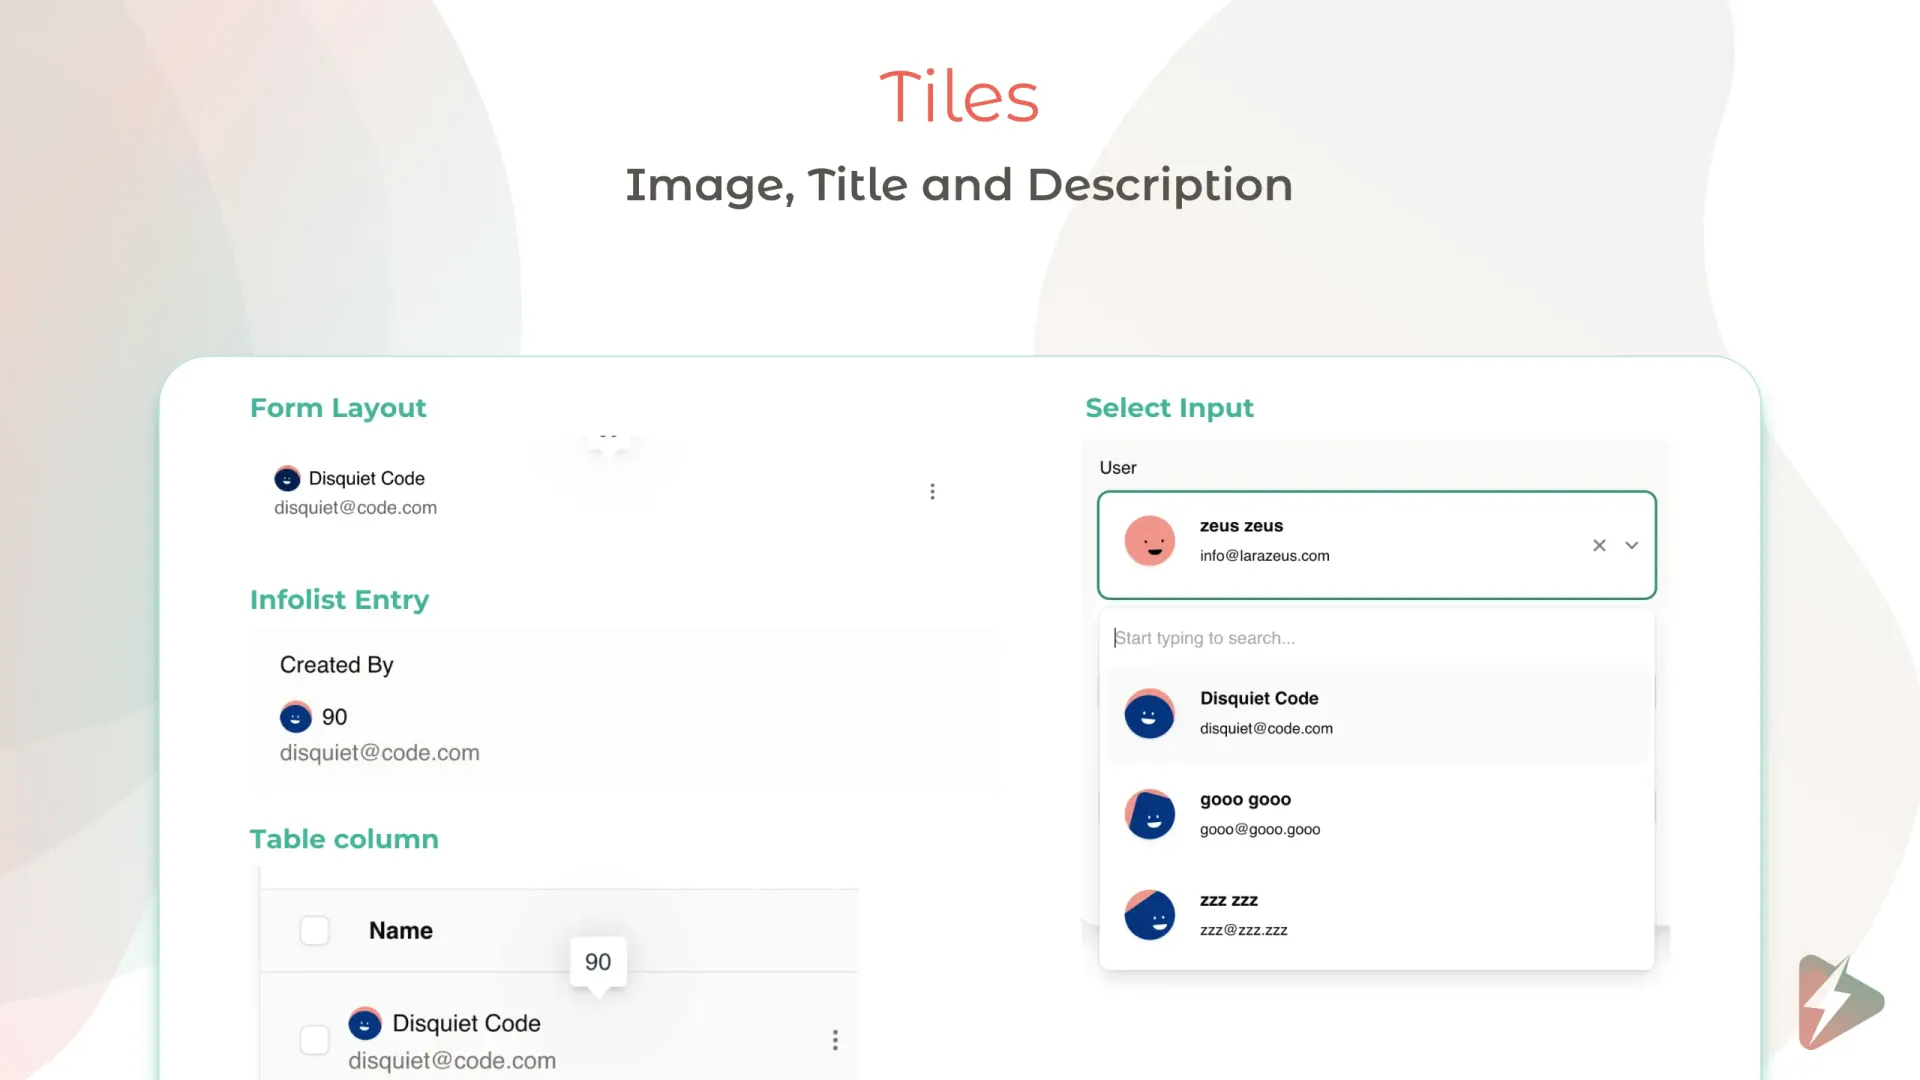 Tiles
Image, Title and Description
Form Layout
Disquiet Code
disquiet@code.com
Infolist Entry
Created By
90
disquiet@code.com
Table column
Name
90
Disquiet Code
disquiet@code.com
Select Input
User
zeus zeus
info@larazeus.com
Start typing to search...
Disquiet Code
disquiet@code.com
gooo gooo
gooo@gooo.gooo
zzz zzz
zzz@zzz.zzz